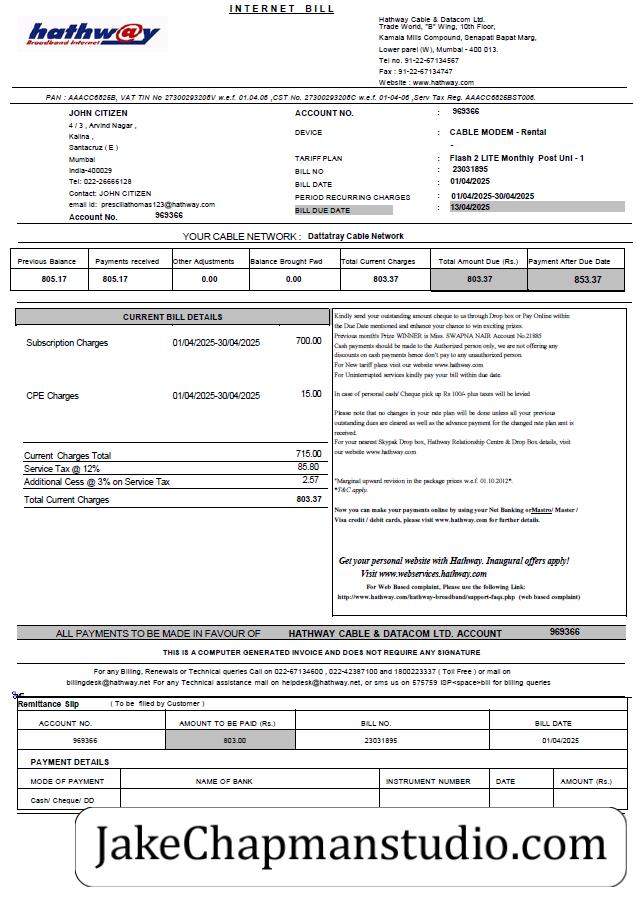 INTERNET BILL
hathw@y
Broadband Internet
Hathway Cable & Datacom Ltd.
Trade World, "B" Wing, 10th Floor,
Kamala Mills Compound, Senapati Bapat Marg,
Lower parel (W), Mumbai - 400 013.
Tel no. 91-22-67134567
Fax : 91-22-67134747
Website : www.hathway.com
PAN : AAACC6825B, VAT TIN No 27300293208V w.e.f. 01.04.06 ,CST No. 27300293208C w.e.f. 01-04-06 ,Serv Tax Reg. AAACC6825BST006.
JOHN CITIZEN
4 / 3 , Arvind Nagar ,
Kalina ,
Santacruz ( E )
Mumbai
India-400029
Tel: 022-26666128
Contact: JOHN CITIZEN
email id: presciliathomas123@hathway.com
Account No. 969366
ACCOUNT NO. : 969366
DEVICE : CABLE MODEM - Rental
-
TARIFF PLAN : Flash 2 LITE Monthly Post Unl - 1
BILL NO : 23031895
BILL DATE : 01/04/2025
PERIOD RECURRING CHARGES : 01/04/2025-30/04/2025
BILL DUE DATE : 13/04/2025
YOUR CABLE NETWORK : Dattatray Cable Network
Previous Balance Payments received Other Adjustments Balance Brought Fwd Total Current Charges Total Amount Due (Rs.) Payment After Due Date
805.17 805.17 0.00 0.00 803.37 803.37 853.37
CURRENT BILL DETAILS
Subscription Charges 01/04/2025-30/04/2025 700.00
CPE Charges 01/04/2025-30/04/2025 15.00
Current Charges Total 715.00
Service Tax @ 12% 85.80
Additional Cess @ 3% on Service Tax 2.57
Total Current Charges 803.37
Kindly send your outstanding amount cheque to us through Drop box or Pay Online within
the Due Date mentioned and enhance your chance to win exciting prizes.
Previous month's Prize WINNER is Miss. SWAPNA NAIR Account No.21885
Cash payments should be made to the Authorized person only, we are not offering any
discounts on cash payments hence don't pay to any unauthorized person.
For New tariff plans visit our website www.hathway.com
For Uninterrupted services kindly pay your bill within due date.
In case of personal cash/ Cheque pick up Rs 100/- plus taxes will be levied
Please note that no changes in your rate plan will be done unless all your previous
outstanding dues are cleared as well as the advance payment for the changed rate plan amt is
received.
For your nearest Skypak Drop box, Hathway Relationship Centre & Drop Box details, visit
our website www.hathway.com
"Marginal upward revision in the package prices w.e.f. 01.10.2012".
*T&C apply.
Now you can make your payments online by using your Net Banking orMastro/ Master /
Visa credit / debit cards, please visit www.hathway.com for further details.
Get your personal website with Hathway. Inaugural offers apply!
Visit www.webservices.hathway.com
For Web Based complaint, Please use the following Link:
http://www.hathway.com/hathway-broadband/support-faqs.php (web based complaint)
ALL PAYMENTS TO BE MADE IN FAVOUR OF HATHWAY CABLE & DATACOM LTD. ACCOUNT 969366
THIS IS A COMPUTER GENERATED INVOICE AND DOES NOT REQUIRE ANY SIGNATURE
For any Billing, Renewals or Technical queries Call on 022-67134600 , 022-42387100 and 1800223337 ( Toll Free ) or mail on
billingdesk@hathway.net For any Technical assistance mail on helpdesk@hathway.net, or sms us on 575759 ISP<space>bill for billing queries
Remittance Slip ( To be filled by Customer )
ACCOUNT NO. AMOUNT TO BE PAID (Rs.) BILL NO. BILL DATE
969366 803.00 23031895 01/04/2025
PAYMENT DETAILS
MODE OF PAYMENT NAME OF BANK INSTRUMENT NUMBER DATE AMOUNT (Rs.)
Cash/ Cheque/ DD
JakeChapmanstudio.com